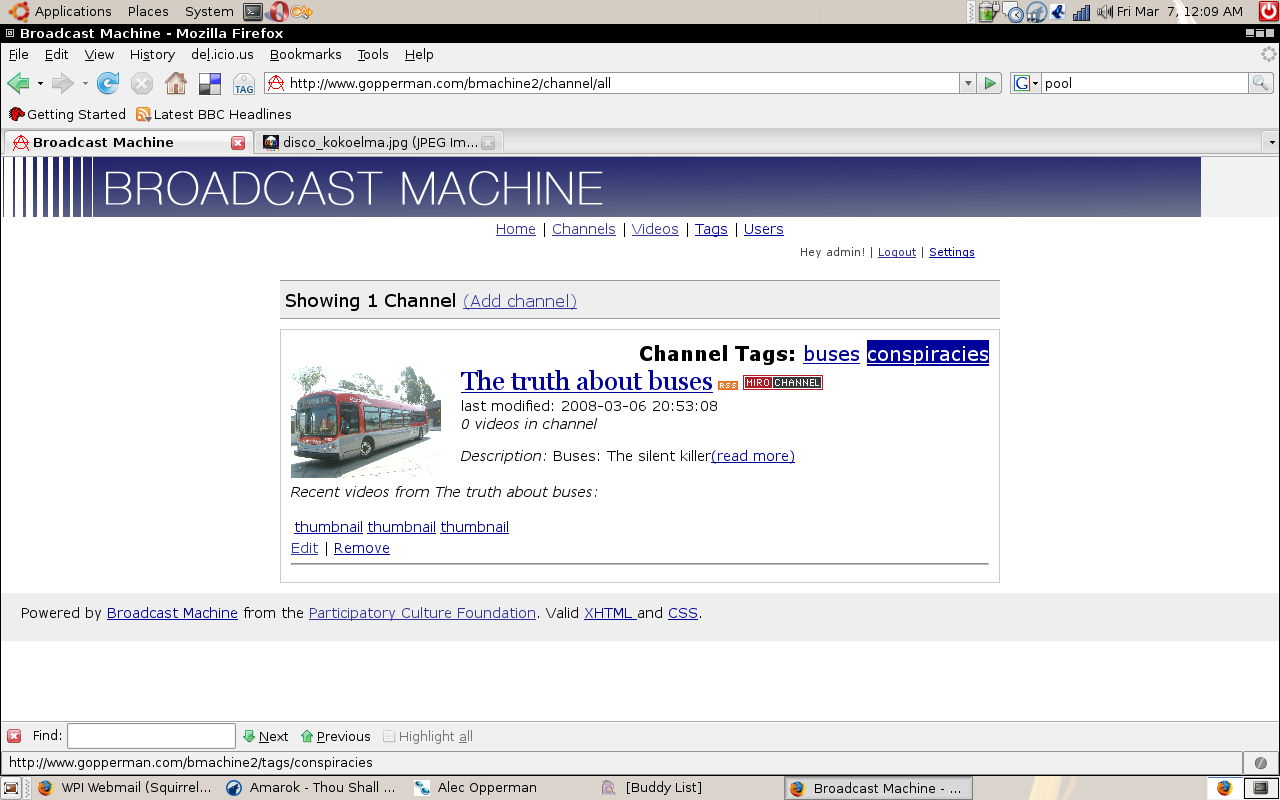 Applications Places System Fri Mar 7, 12:09 AM
Broadcast Machine - Mozilla Firefox
File Edit View History del.icio.us Bookmarks Tools Help
TAG http://www.gopperman.com/bmachine2/channel/all G pool
Getting Started Latest BBC Headlines
Broadcast Machine disco_kokoelma.jpg (JPEG Im...
BROADCAST MACHINE
Home | Channels | Videos | Tags | Users
Hey admin! | Logout | Settings
Showing 1 Channel (Add channel)
Channel Tags: buses conspiracies
The truth about buses RSS MIRO CHANNEL
last modified: 2008-03-06 20:53:08
0 videos in channel
Description: Buses: The silent killer(read more)
Recent videos from The truth about buses:
thumbnail thumbnail thumbnail
Edit | Remove
Powered by Broadcast Machine from the Participatory Culture Foundation. Valid XHTML and CSS.
Find: Next Previous Highlight all
http://www.gopperman.com/bmachine2/tags/conspiracies
WPI Webmail (Squirrel... Amarok - Thou Shall ... Alec Opperman [Buddy List] Broadcast Machine - ...